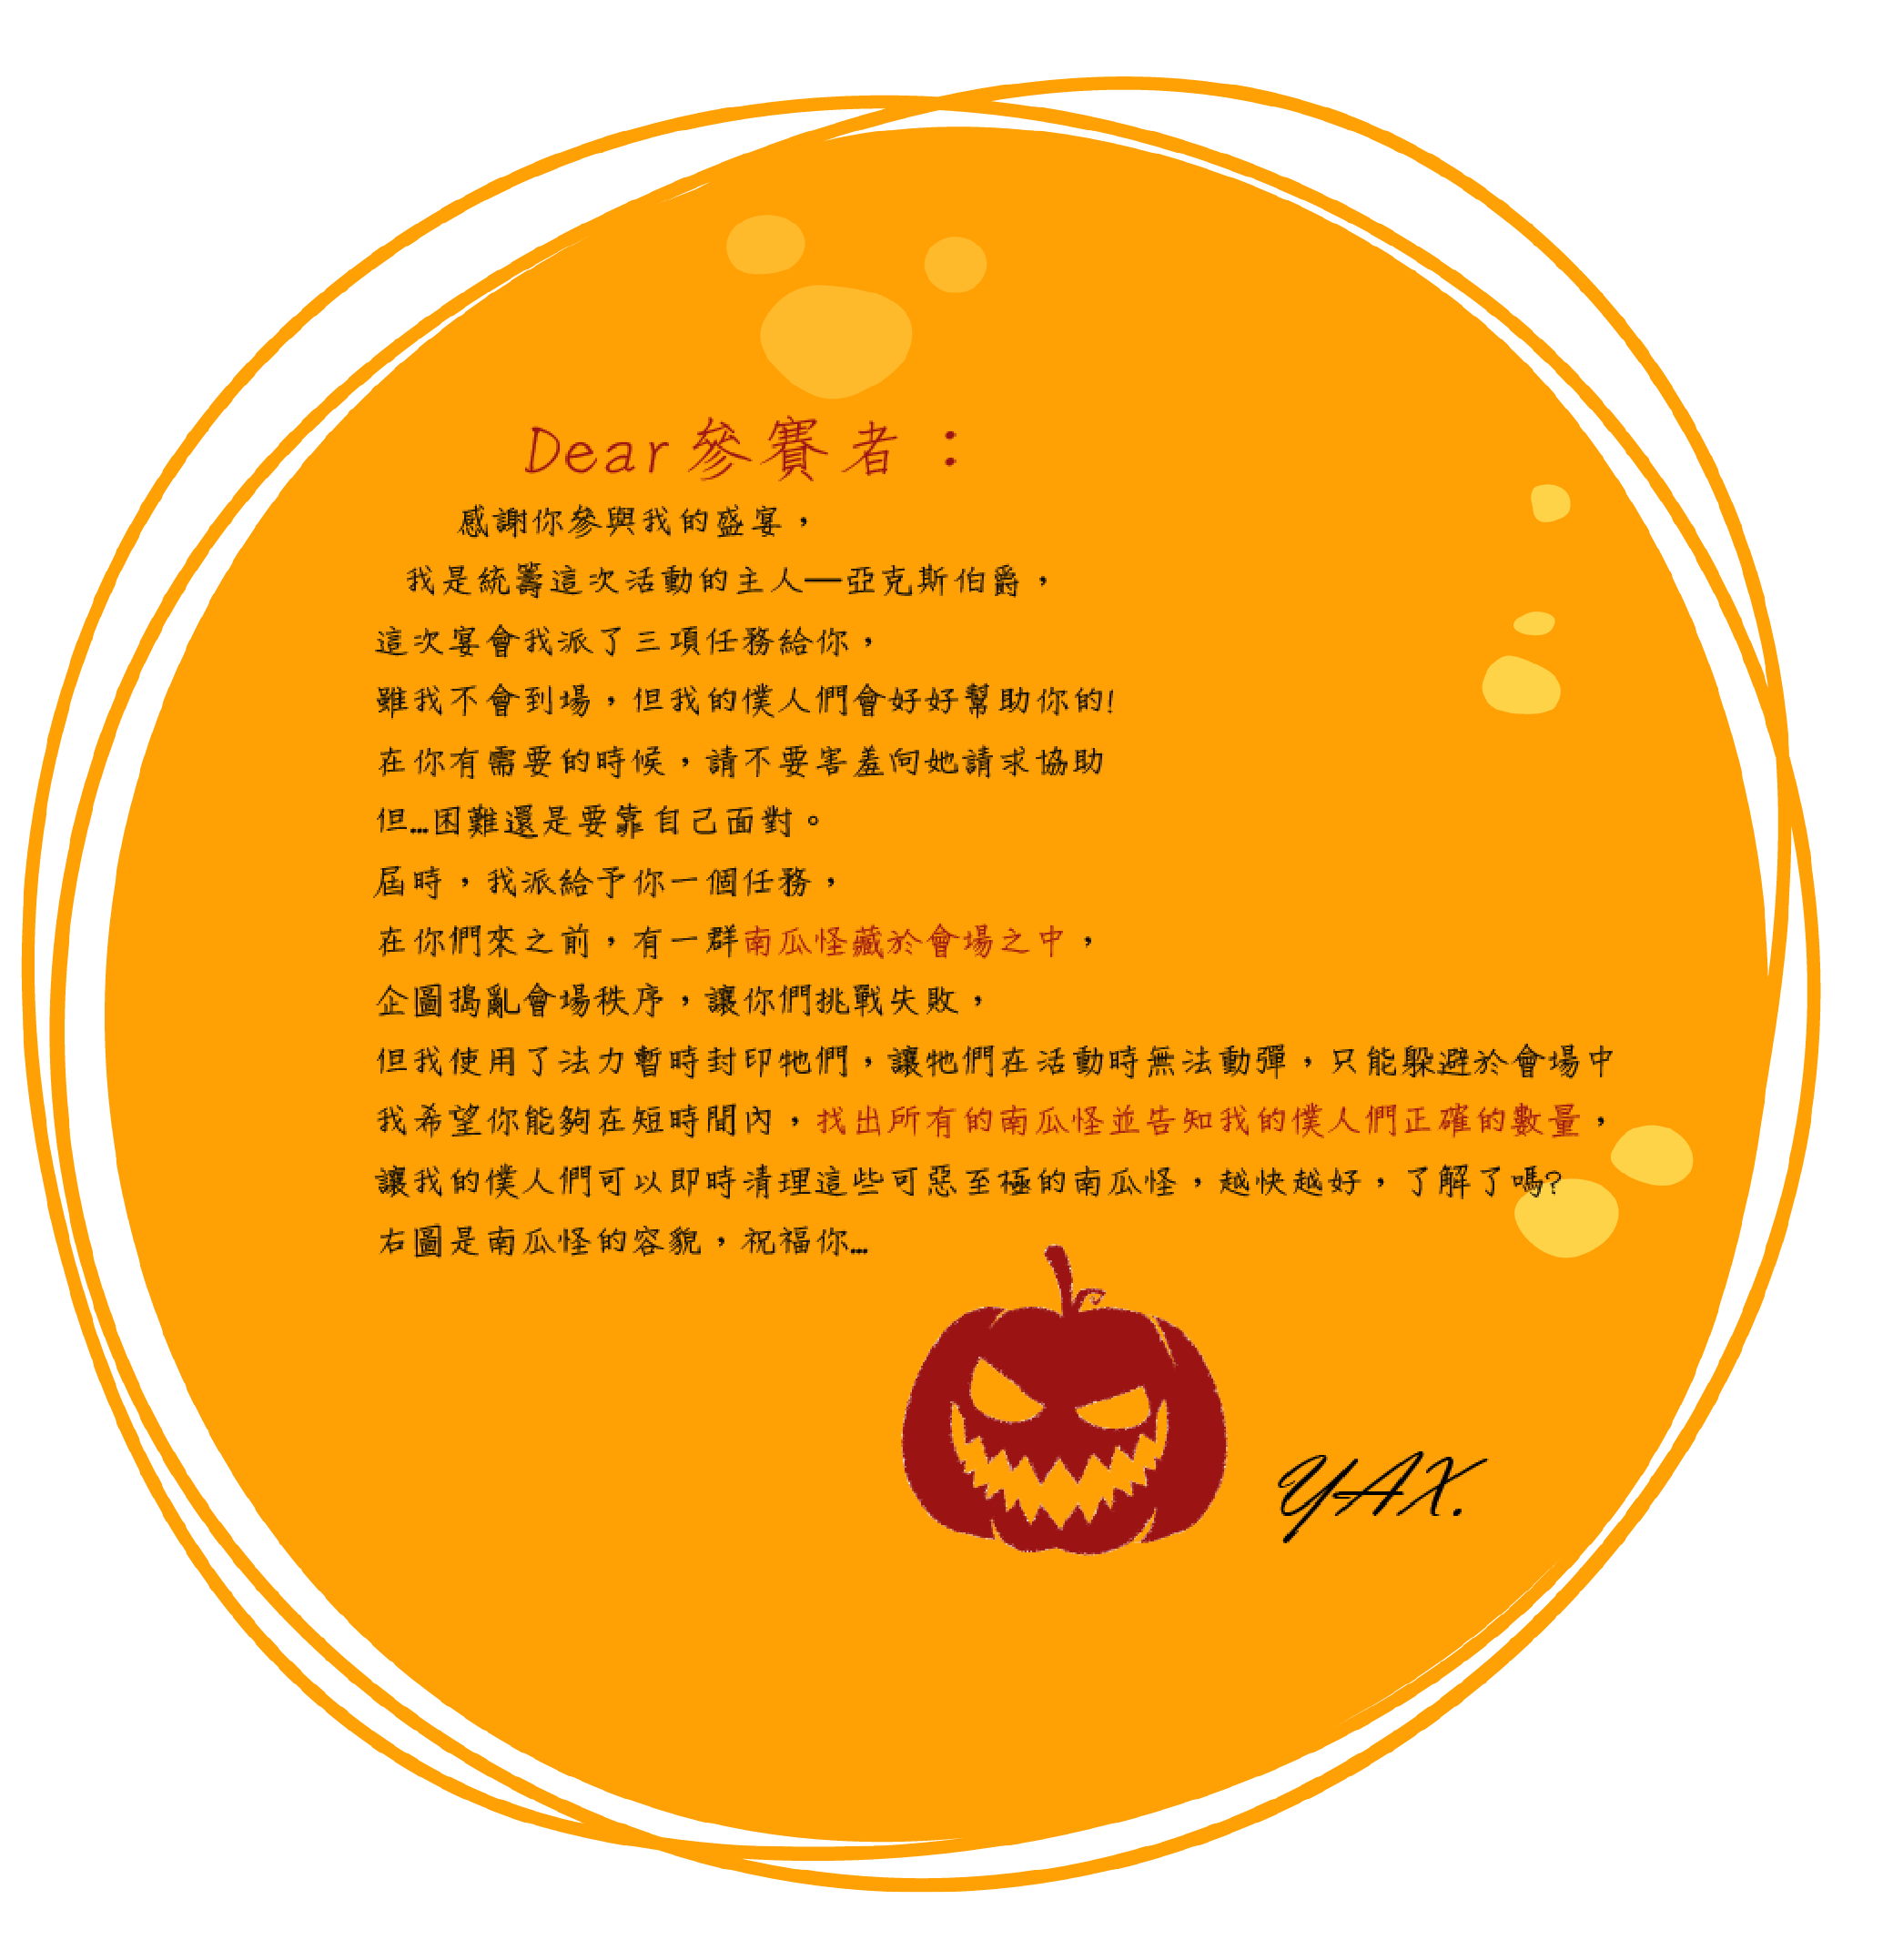 Dear參賽者：
感謝你參與我的盛宴，
我是統籌這次活動的主人—亞克斯伯爵，
這次宴會我派了三項任務給你，
雖我不會到場，但我的僕人們會好好幫助你的!
在你有需要的時候，請不要害羞向她請求協助
但…困難還是要靠自己面對。
屆時，我派給予你一個任務，
在你們來之前，有一群南瓜怪藏於會場之中，
企圖搗亂會場秩序，讓你們挑戰失敗，
但我使用了法力暫時封印牠們，讓牠們在活動時無法動彈，只能躲避於會場中
我希望你能夠在短時間內，找出所有的南瓜怪並告知我的僕人們正確的數量，
讓我的僕人們可以即時清理這些可惡至極的南瓜怪，越快越好，了解了嗎?
右圖是南瓜怪的容貌，祝福你…
YAX.